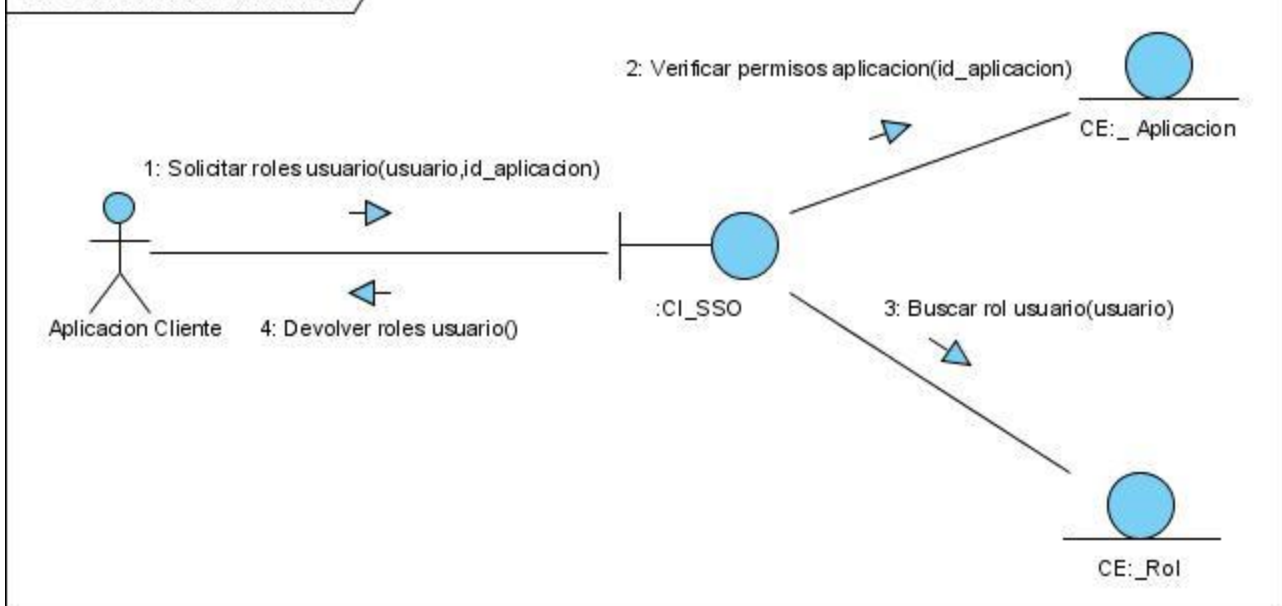 2: Verificar permisos aplicacion(id_aplicacion)
CE:_ Aplicacion
1: Solicitar roles usuario(usuario,id_aplicacion)
:CI_SSO
3: Buscar rol usuario(usuario)
Aplicacion Cliente
4: Devolver roles usuario()
CE:_Rol